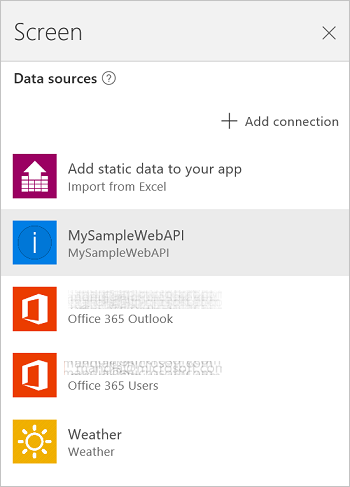 Screen
Data sources ?
Add connection
Add static data to your app
Import from Excel
i
MySampleWebAPI
MySampleWebAPI
Office 365 Outlook
Office 365 Users
Weather
Weather